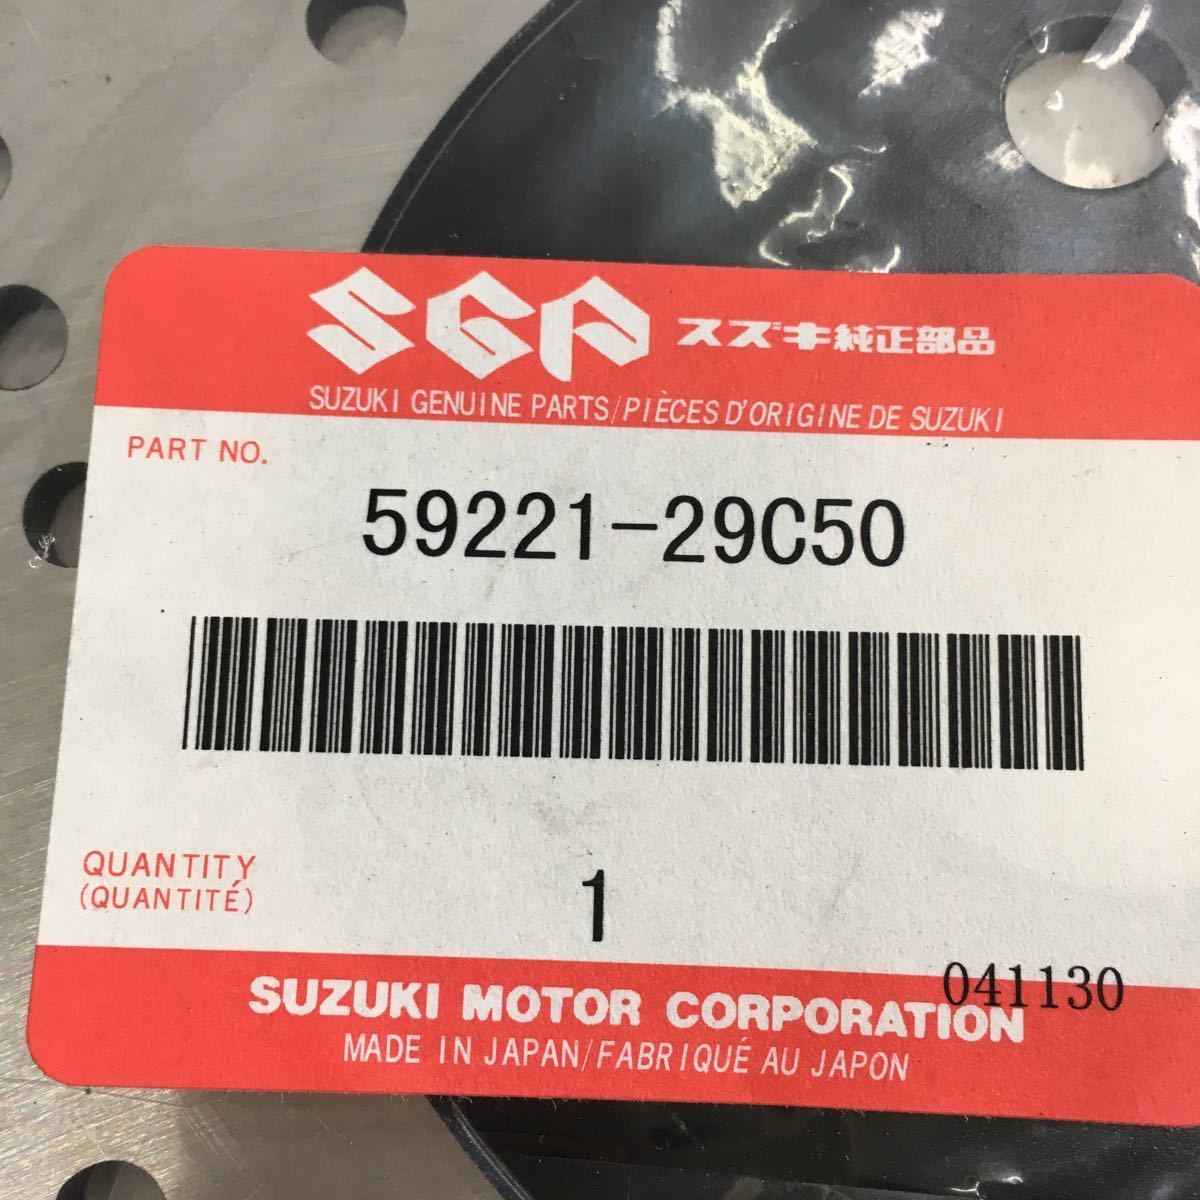 SGP スズキ純正部品
SUZUKI GENUINE PARTS/PIÈCES D'ORIGINE DE SUZUKI
PART NO.
59221-29C50
QUANTITY
(QUANTITÉ)
1
041130
SUZUKI MOTOR CORPORATION
MADE IN JAPAN/FABRIQUÉ AU JAPON